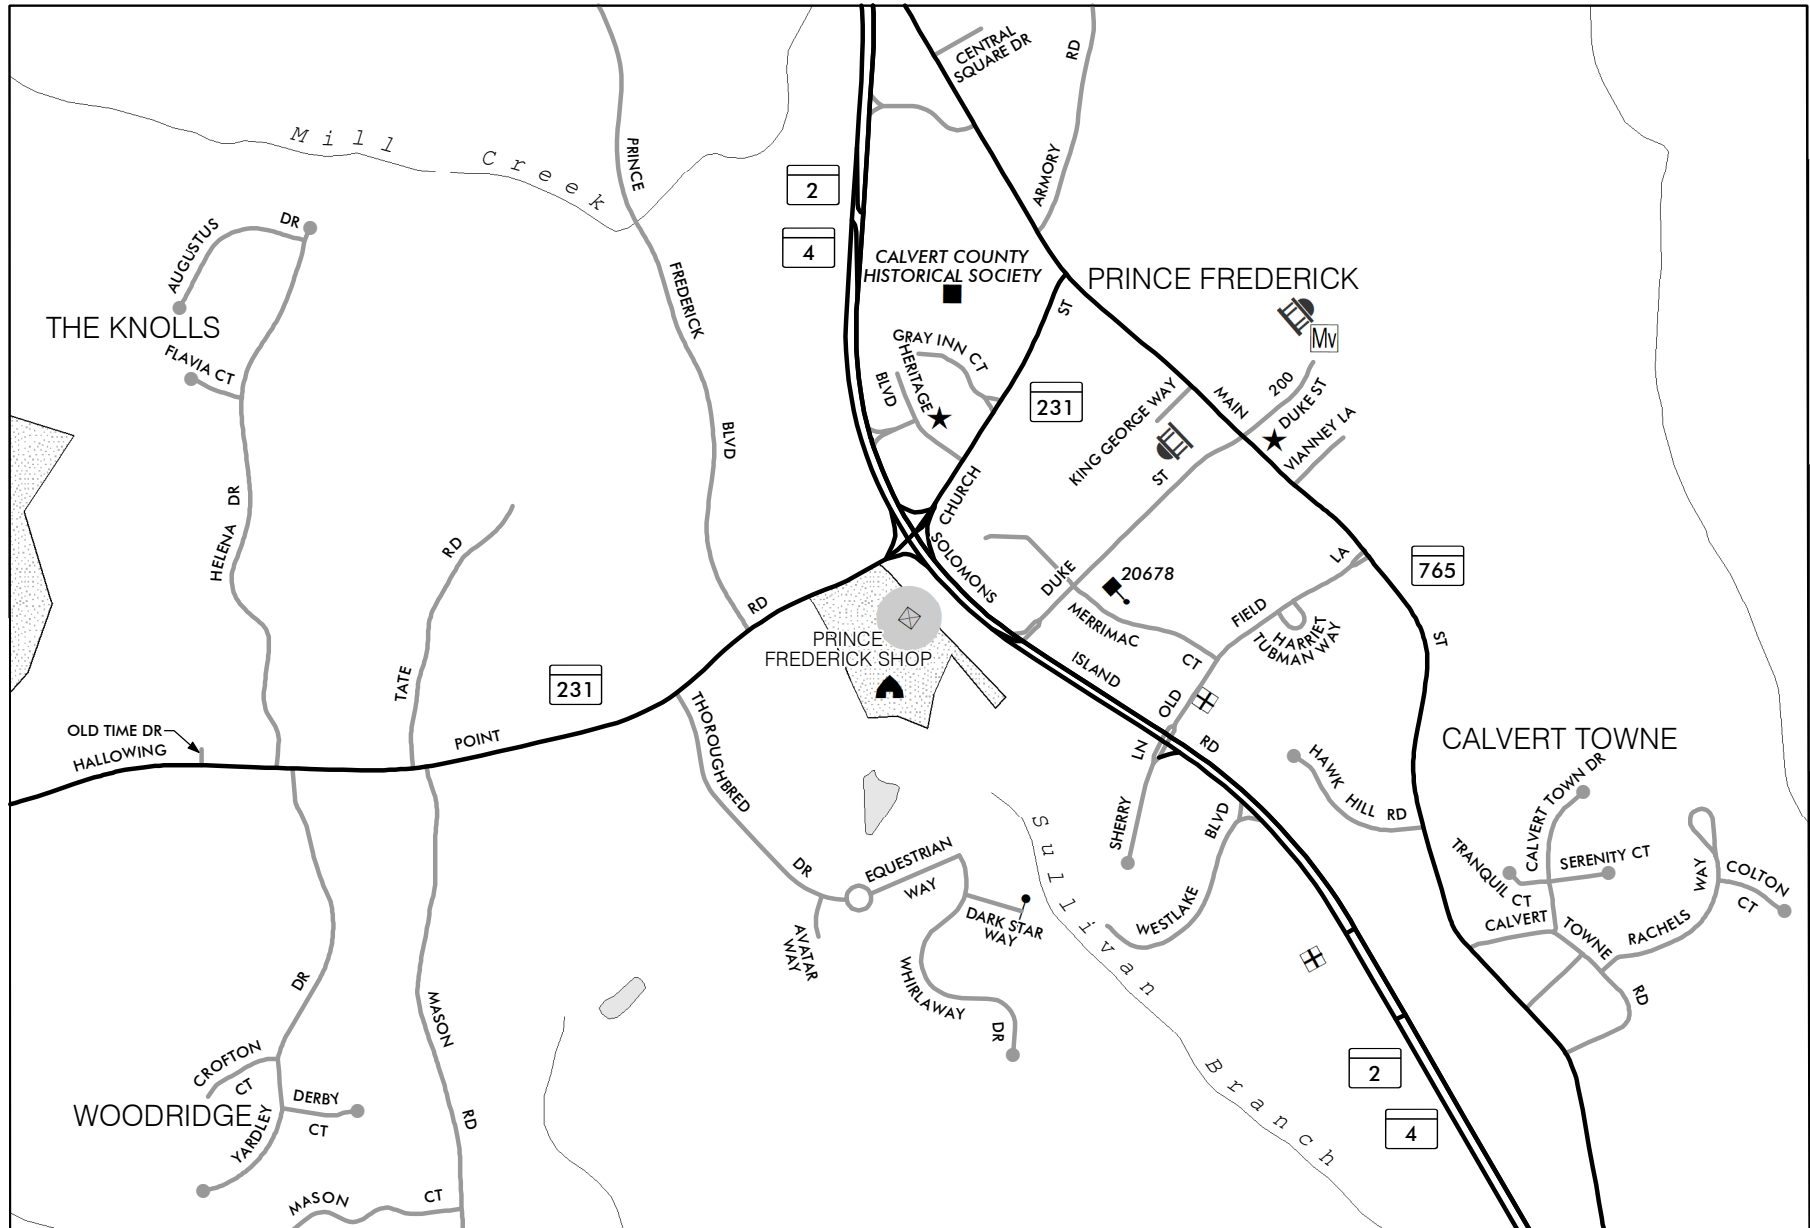 CENTRAL
SQUARE DR
ARMORY RD
Mill Creek
PRINCE FREDERICK BLVD
2
4
CALVERT COUNTY
HISTORICAL SOCIETY
PRINCE FREDERICK
AUGUSTUS DR
THE KNOLLS
FLAVIA CT
HELENA DR
GRAY INN CT
HERITAGE
BLVD
CHURCH ST
231
Mv
KING GEORGE WAY
MAIN ST
200
DUKE ST
VIANNEY LA
DUKE ST
765
20678
MERRIMAC CT
OLD FIELD LA
HARRIET
TUBMAN WAY
SOLOMONS ISLAND RD
PRINCE
FREDERICK SHOP
TATE RD
231
OLD TIME DR
HALLOWING POINT RD
THOROUGHBRED DR
EQUESTRIAN
WAY
DARK STAR
WAY
AVATAR
WAY
WHIRLAWAY DR
Sullivan Branch
SHERRY LN
WESTLAKE BLVD
HAWK HILL RD
CALVERT TOWNE
CALVERT TOWN DR
TRANQUIL CT
SERENITY CT
CALVERT TOWNE RD
RACHELS WAY
COLTON
CT
2
4
DR
CROFTON
CT
WOODRIDGE
DERBY
CT
YARDLEY
MASON RD
MASON CT